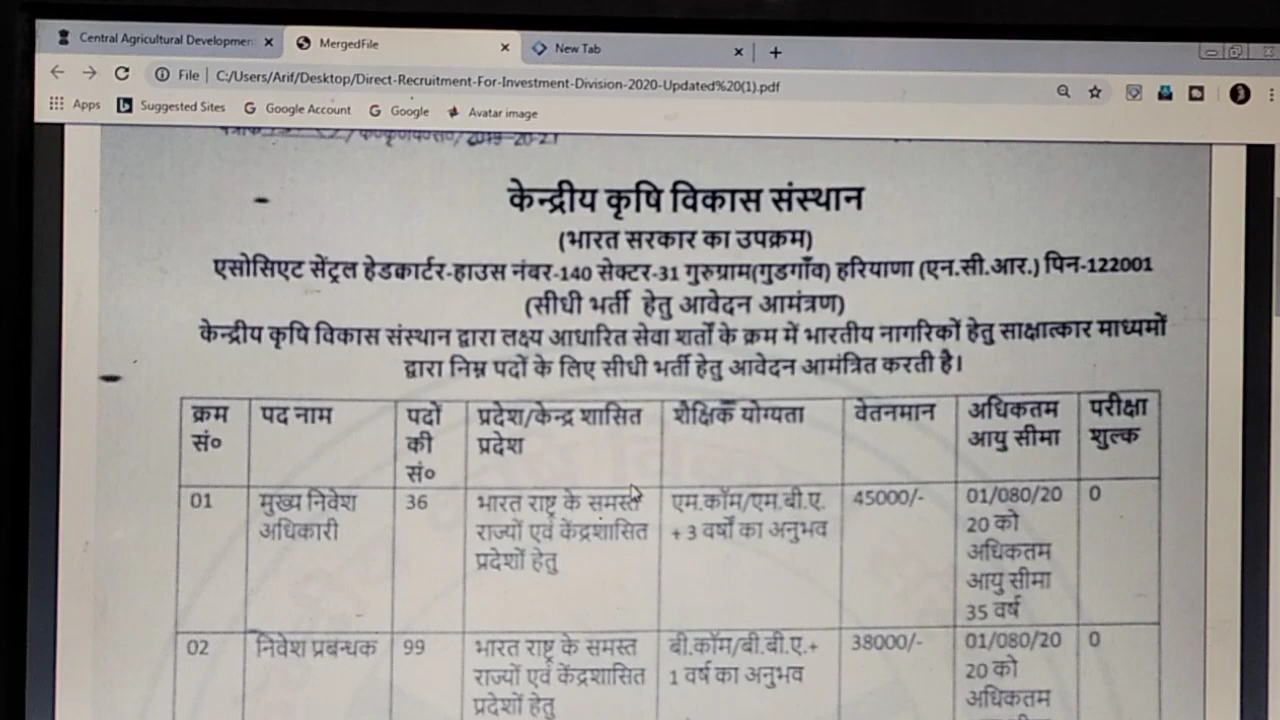 Central Agricultural Developmen
MergedFile
New Tab
File
C:/Users/Arif/Desktop/Direct-Recruitment-For-Investment-Division-2020-Updated%20(1).pdf
Apps
Suggested Sites
Google Account
Google
Avatar image
केन्द्रीय कृषि विकास संस्थान
(भारत सरकार का उपक्रम)
एसोसिएट सेंट्रल हेडक्वार्टर-हाउस नंबर-140 सेक्टर-31 गुरुग्राम(गुडगाँव) हरियाणा (एन.सी.आर.) पिन-122001
(सीधी भर्ती हेतु आवेदन आमंत्रण)
केन्द्रीय कृषि विकास संस्थान द्वारा लक्ष्य आधारित सेवा शर्तों के क्रम में भारतीय नागरिकों हेतु साक्षात्कार माध्यमों
द्वारा निम्न पदों के लिए सीधी भर्ती हेतु आवेदन आमंत्रित करती है।
क्रम
सं०
पद नाम
पदों
की
सं०
प्रदेश/केन्द्र शासित
प्रदेश
शैक्षिक योग्यता
वेतनमान
अधिकतम
आयु सीमा
परीक्षा
शुल्क
01
मुख्य निवेश
अधिकारी
36
भारत राष्ट्र के समस्त
राज्यों एवं केंद्रशासित
प्रदेशों हेतु
एम.कॉम/एम.बी.ए.
+ 3 वर्षों का अनुभव
45000/-
01/080/20
20 को
अधिकतम
आयु सीमा
35 वर्ष
0
02
निवेश प्रबन्धक
99
भारत राष्ट्र के समस्त
राज्यों एवं केंद्रशासित
प्रदेशों हेतु
बी.कॉम/बी.बी.ए.+
1 वर्ष का अनुभव
38000/-
01/080/20
20 को
अधिकतम
0